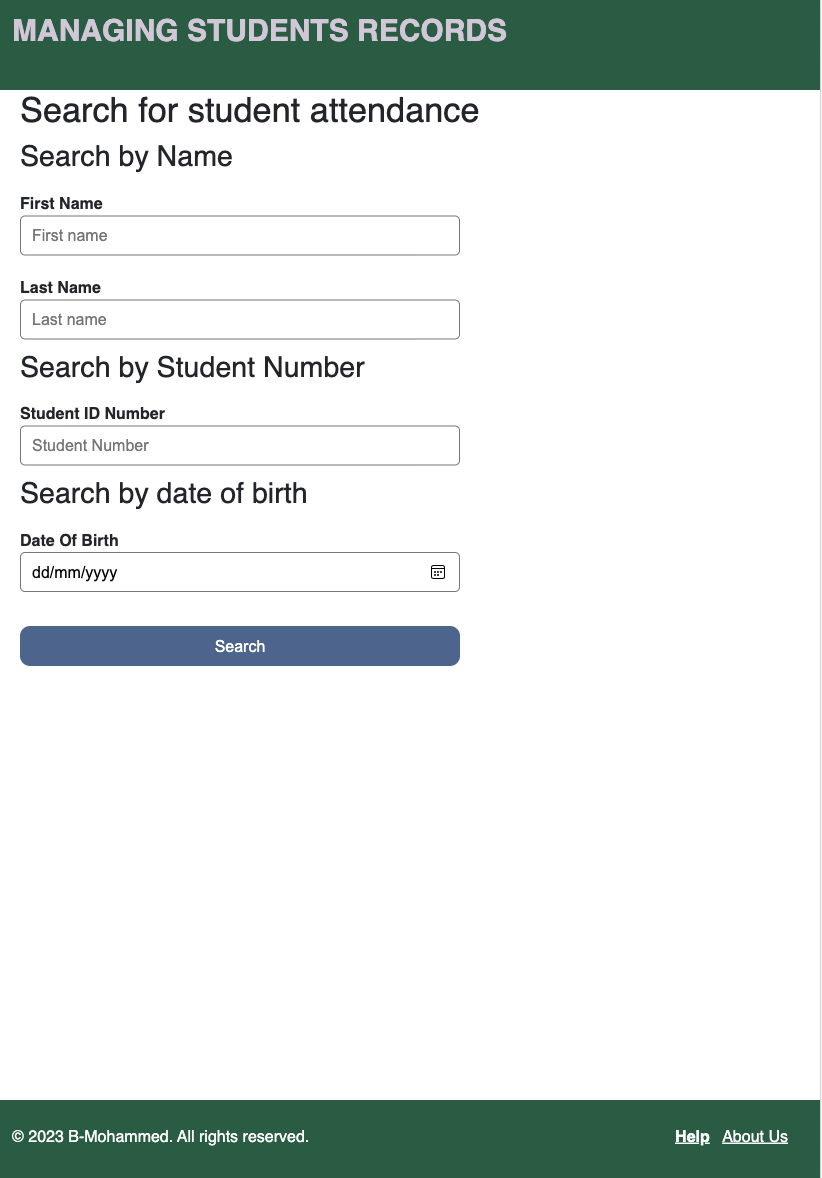 MANAGING STUDENTS RECORDS
Search for student attendance
Search by Name
First Name
First name
Last Name
Last name
Search by Student Number
Student ID Number
Student Number
Search by date of birth
Date Of Birth
dd/mm/yyyy
Search
© 2023 B-Mohammed. All rights reserved. Help About Us